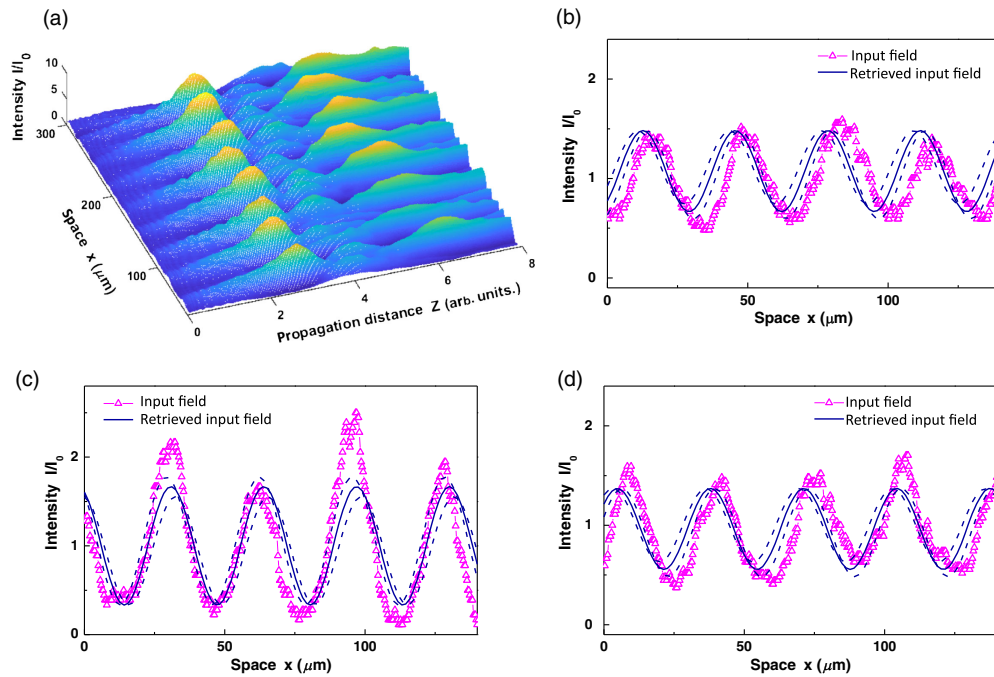 (a)
Intensity I/I0
10
5
0
300
200
100
Space x (µm)
0
2
4
6
8
Propagation distance Z (arb. units.)
(b)
Input field
Retrieved input field
Intensity I/I0
2
1
0
0
50
100
Space x (µm)
(c)
Input field
Retrieved input field
Intensity I/I0
2
1
0
0
50
100
Space x (µm)
(d)
Input field
Retrieved input field
Intensity I/I0
2
1
0
0
50
100
Space x (µm)